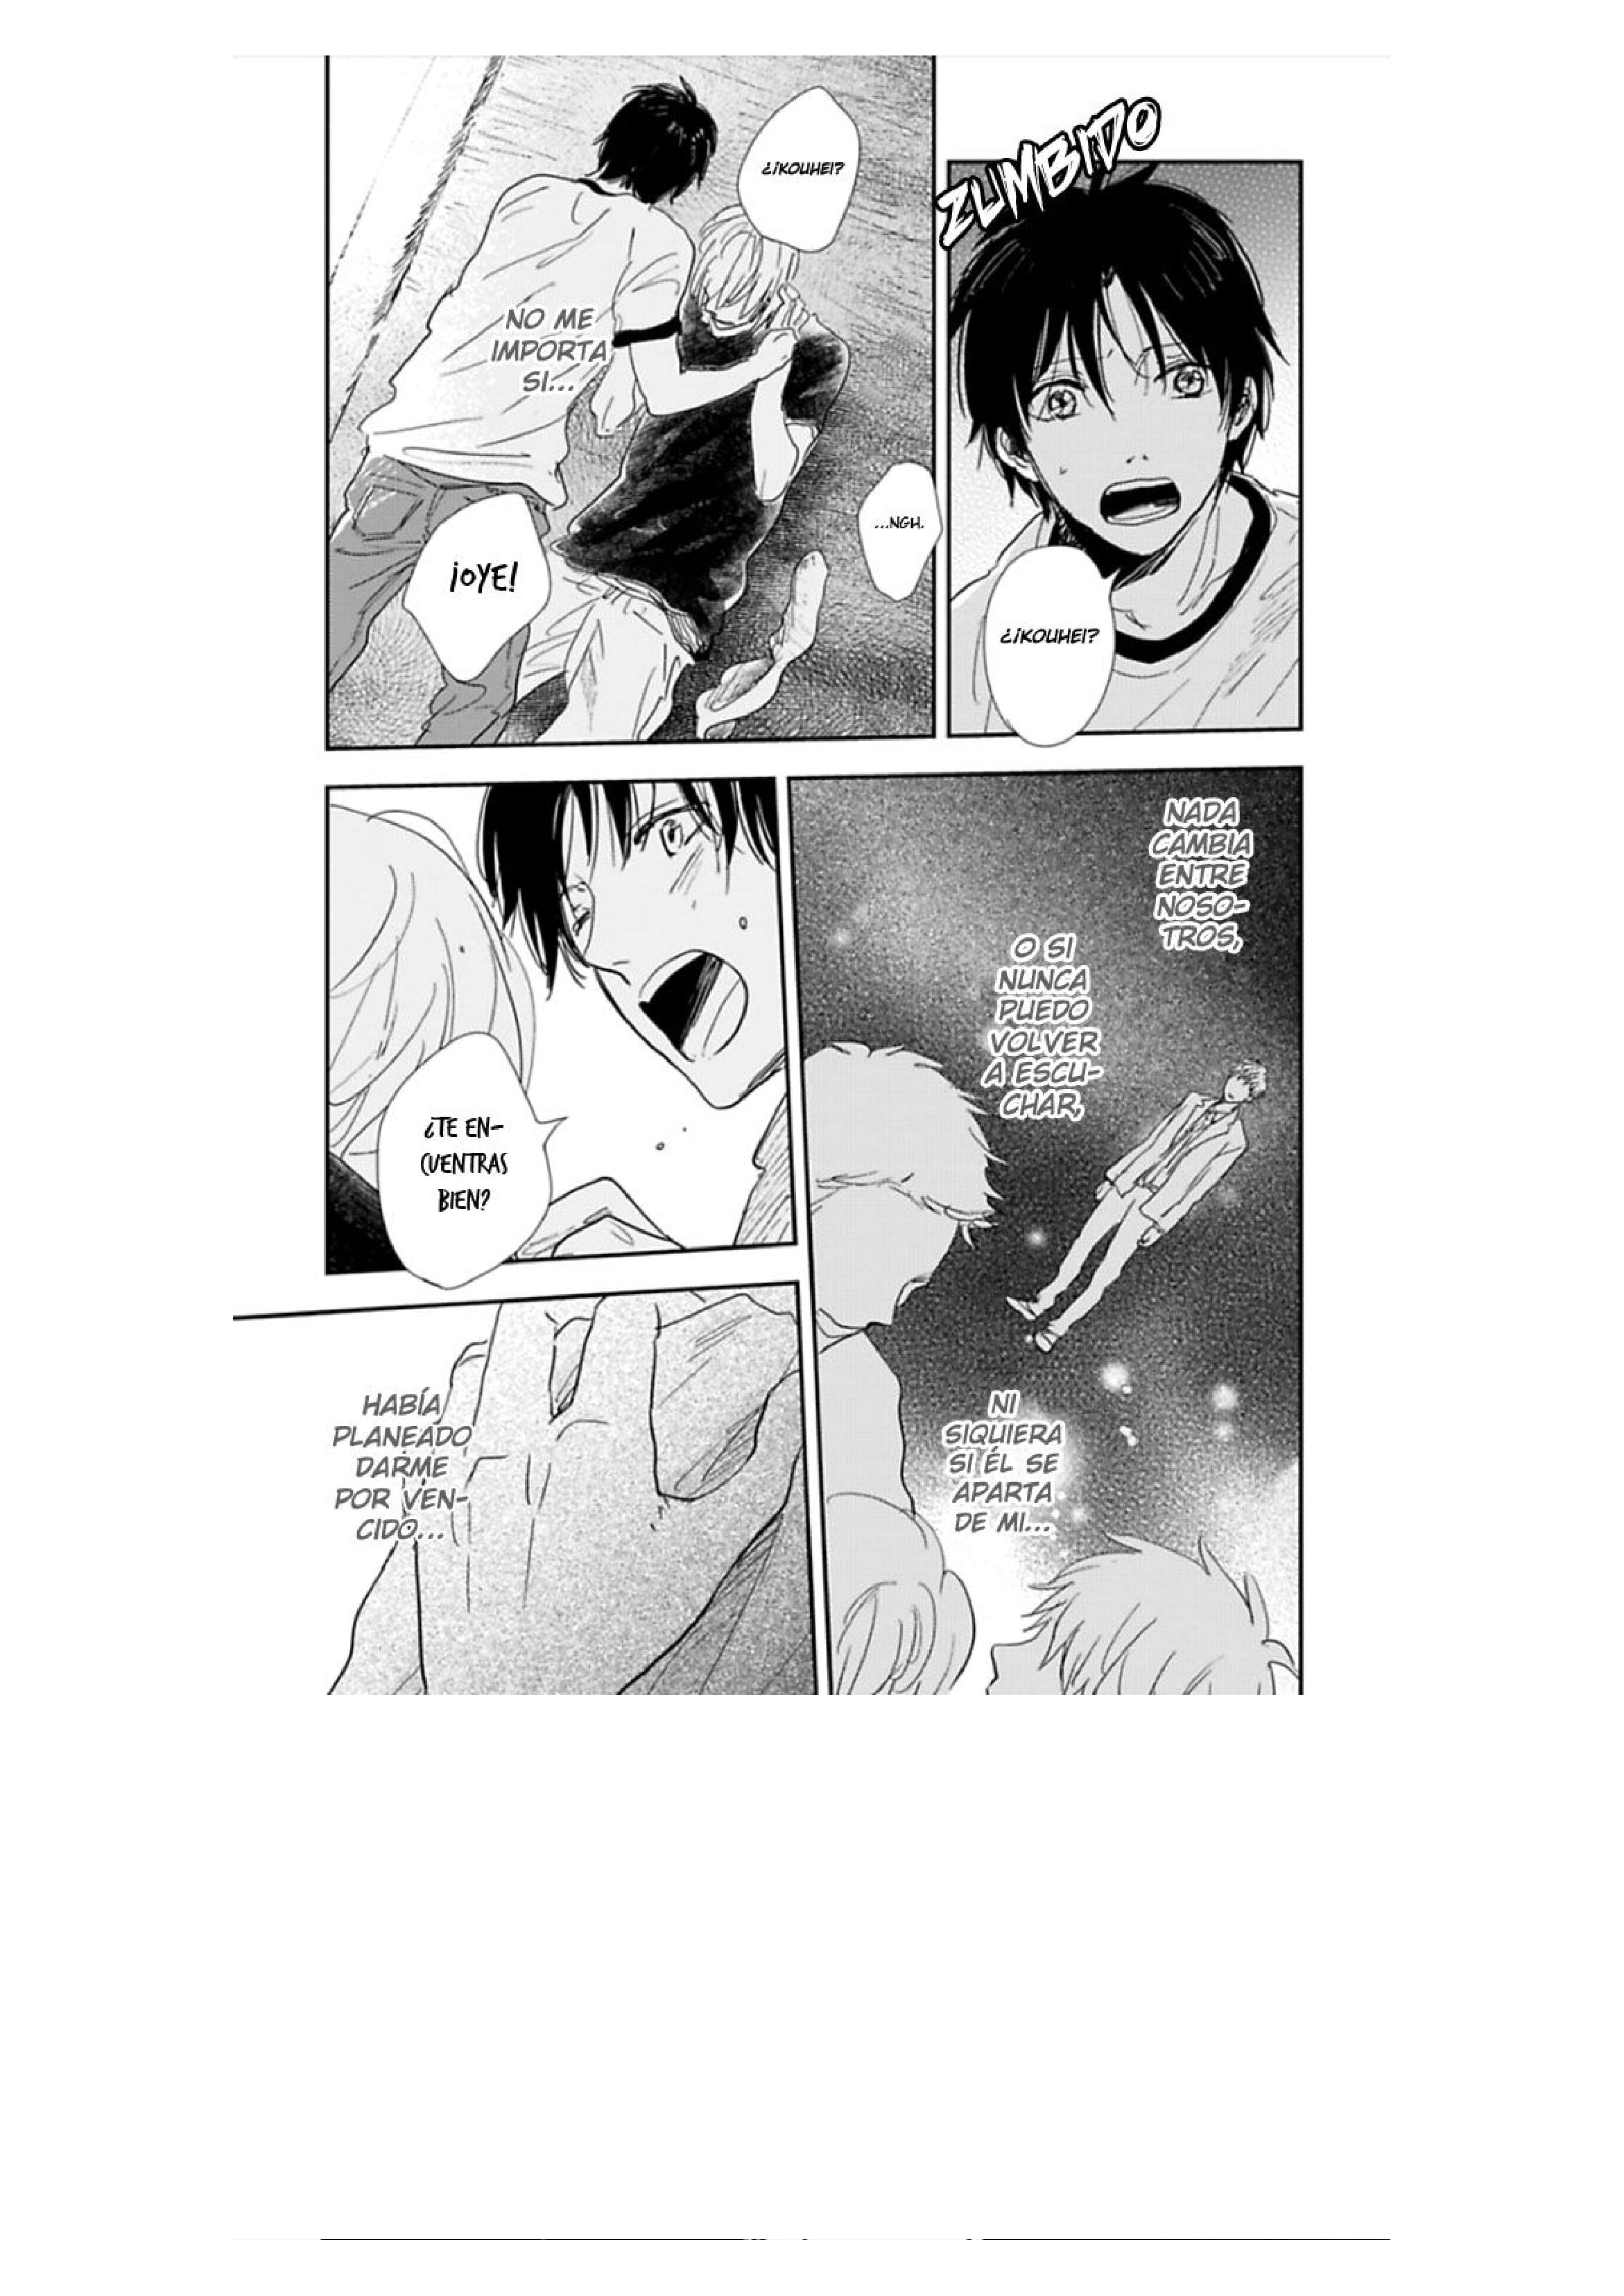 ZUMBIDO
¿¡KOUHEI?
¿¡KOUHEI?
NO ME
IMPORTA
SI...
...NGH.
¡OYE!
NADA
CAMBIA
ENTRE
NOSO-
TROS,
O SI
NUNCA
PUEDO
VOLVER
A ESCU-
CHAR,
NI
SIQUIERA
SI ÉL SE
APARTA
DE MI...
¿TE EN-
CUENTRAS
BIEN?
HABÍA
PLANEADO
DARME
POR VEN-
CIDO...